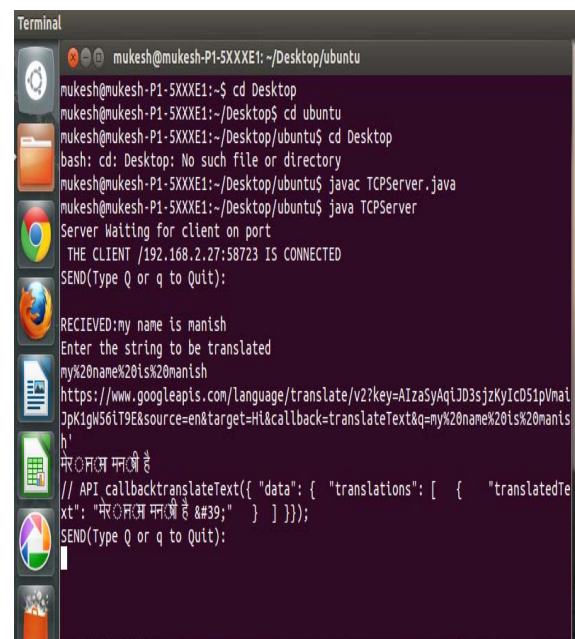 Terminal
mukesh@mukesh-P1-5XXXE1: ~/Desktop/ubuntu
mukesh@mukesh-P1-5XXXE1:~$ cd Desktop
mukesh@mukesh-P1-5XXXE1:~/Desktop$ cd ubuntu
mukesh@mukesh-P1-5XXXE1:~/Desktop/ubuntu$ cd Desktop
bash: cd: Desktop: No such file or directory
mukesh@mukesh-P1-5XXXE1:~/Desktop/ubuntu$ javac TCPServer.java
mukesh@mukesh-P1-5XXXE1:~/Desktop/ubuntu$ java TCPServer
Server Waiting for client on port
THE CLIENT /192.168.2.27:58723 IS CONNECTED
SEND(Type Q or q to Quit):
RECIEVED:my name is manish
Enter the string to be translated
my%20name%20is%20manish
https://www.googleapis.com/language/translate/v2?key=AIzaSyAqiJD3sjzKyIcD51pVmai
JpK1gW56iT9E&source=en&target=Hi&callback=translateText&q=my%20name%20is%20manis
h'
मेरा नाम मनीष है
// API callbacktranslateText({ "data": { "translations": [ { "translatedTe
xt": "मेरा नाम मनीष है &#39;" } ] }});
SEND(Type Q or q to Quit):